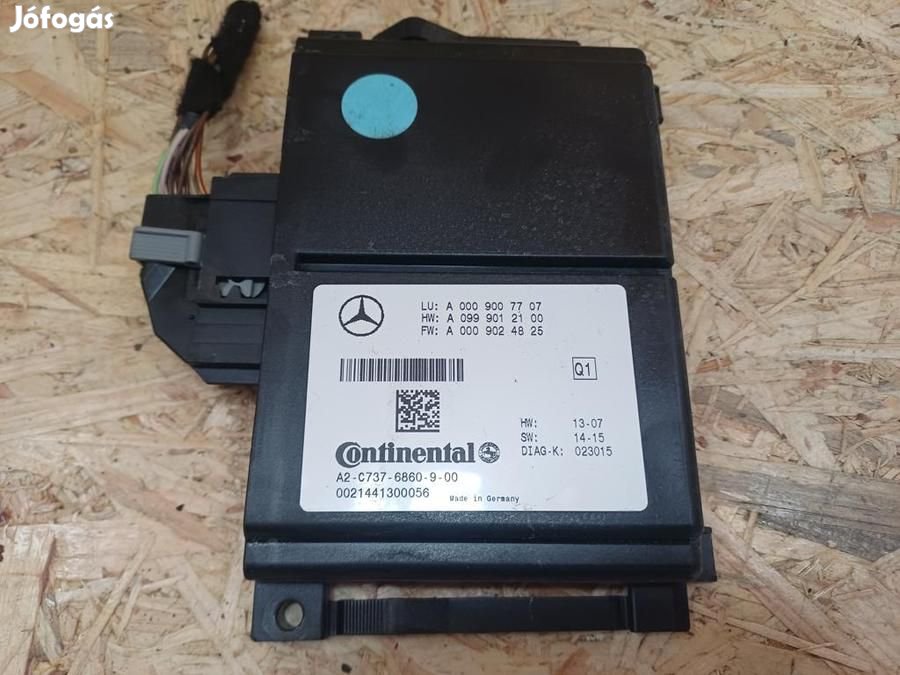 Jófogás
LU: A 000 900 77 07
HW: A 099 901 21 00
FW: A 000 902 48 25
Q1
HW: 13-07
SW: 14-15
DIAG-K: 023015
Continental
A2-C737-6860-9-00
0021441300056
Made in Germany